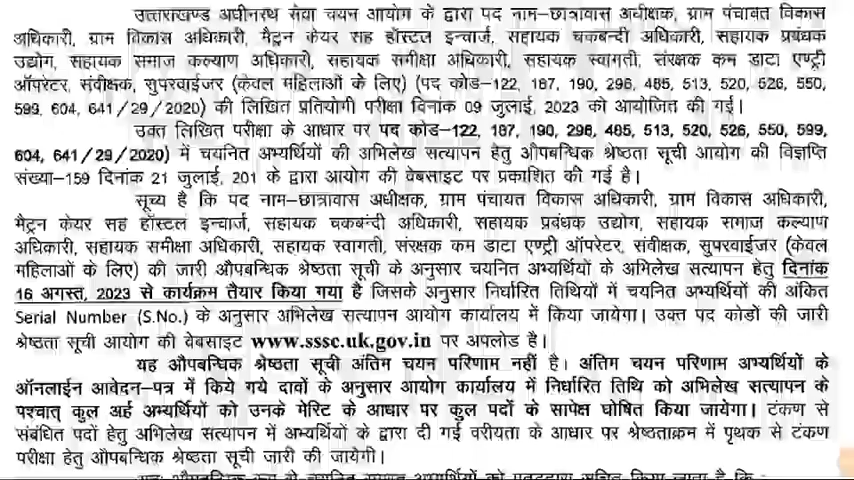 उत्तराखण्ड अधीनस्थ सेवा चयन आयोग के द्वारा पद नाम–छात्रावास अधीक्षक, ग्राम पंचायत विकास
अधिकारी, ग्राम विकास अधिकारी, मैट्रन केयर सह हॉस्टल इन्चार्ज, सहायक चकबन्दी अधिकारी, सहायक प्रबंधक
उद्योग, सहायक समाज कल्याण अधिकारी, सहायक समीक्षा अधिकारी, सहायक स्वागती, संरक्षक कम डाटा एण्ट्री
ऑपरेटर, संवीक्षक, सुपरवाईजर (केवल महिलाओं के लिए) (पद कोड–122, 187, 190, 296, 485, 513, 520, 526, 550,
599, 604, 641/29/2020) की लिखित प्रतियोगी परीक्षा दिनांक 09 जुलाई, 2023 को आयोजित की गई।
उक्त लिखित परीक्षा के आधार पर पद कोड–122, 187, 190, 296, 485, 513, 520, 526, 550, 599,
604, 641/29/2020) में चयनित अभ्यर्थियों की अभिलेख सत्यापन हेतु औपबन्धिक श्रेष्ठता सूची आयोग की विज्ञप्ति
संख्या–159 दिनांक 21 जुलाई, 201 के द्वारा आयोग की वेबसाइट पर प्रकाशित की गई है।
सूच्य है कि पद नाम–छात्रावास अधीक्षक, ग्राम पंचायत विकास अधिकारी, ग्राम विकास अधिकारी,
मैट्रन केयर सह हॉस्टल इन्चार्ज, सहायक चकबन्दी अधिकारी, सहायक प्रबंधक उद्योग, सहायक समाज कल्याण
अधिकारी, सहायक समीक्षा अधिकारी, सहायक स्वागती, संरक्षक कम डाटा एण्ट्री ऑपरेटर, संवीक्षक, सुपरवाईजर (केवल
महिलाओं के लिए) की जारी औपबन्धिक श्रेष्ठता सूची के अनुसार चयनित अभ्यर्थियों के अभिलेख सत्यापन हेतु दिनांक
16 अगस्त, 2023 से कार्यक्रम तैयार किया गया है जिसके अनुसार निर्धारित तिथियों में चयनित अभ्यर्थियों की अंकित
Serial Number (S.No.) के अनुसार अभिलेख सत्यापन आयोग कार्यालय में किया जायेगा। उक्त पद कोडों की जारी
श्रेष्ठता सूची आयोग की वेबसाइट www.sssc.uk.gov.in पर अपलोड है।
यह औपबन्धिक श्रेष्ठता सूची अंतिम चयन परिणाम नहीं है। अंतिम चयन परिणाम अभ्यर्थियों के
ऑनलाईन आवेदन–पत्र में किये गये दावों के अनुसार आयोग कार्यालय में निर्धारित तिथि को अभिलेख सत्यापन के
पश्चात् कुल अर्ह अभ्यर्थियों को उनके मेरिट के आधार पर कुल पदों के सापेक्ष घोषित किया जायेगा। टंकण से
संबंधित पदों हेतु अभिलेख सत्यापन में अभ्यर्थियों के द्वारा दी गई वरीयता के आधार पर श्रेष्ठताक्रम में पृथक से टंकण
परीक्षा हेतु औपबन्धिक श्रेष्ठता सूची जारी की जायेगी।